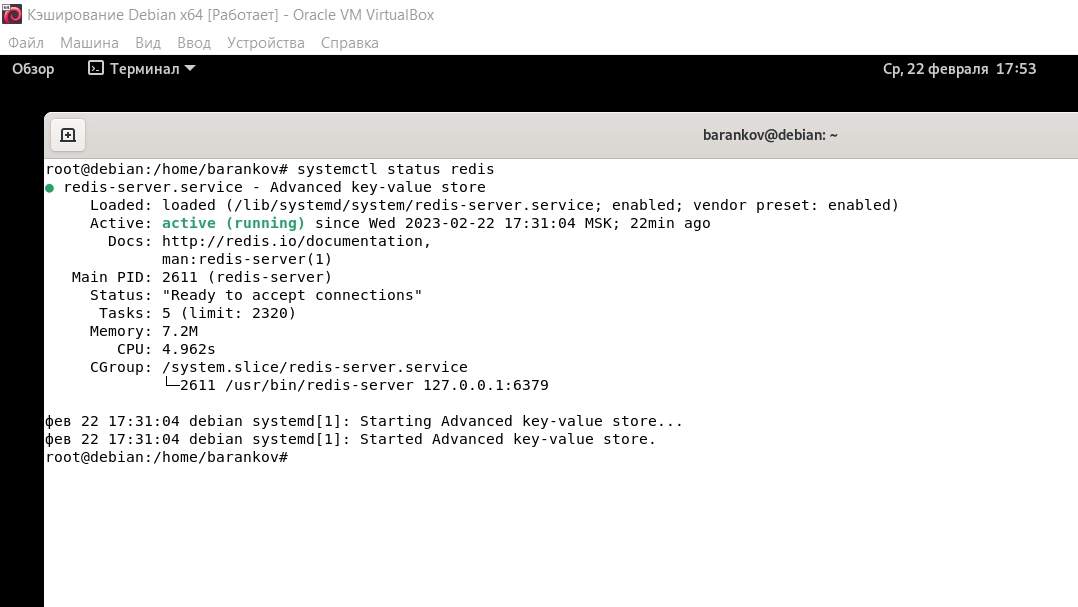 Кэширование Debian x64 [Работает] - Oracle VM VirtualBox
Файл Машина Вид Ввод Устройства Справка
Обзор Терминал Ср, 22 февраля 17:53
barankov@debian: ~
root@debian:/home/barankov# systemctl status redis
● redis-server.service - Advanced key-value store
     Loaded: loaded (/lib/systemd/system/redis-server.service; enabled; vendor preset: enabled)
     Active: active (running) since Wed 2023-02-22 17:31:04 MSK; 22min ago
       Docs: http://redis.io/documentation,
             man:redis-server(1)
   Main PID: 2611 (redis-server)
     Status: "Ready to accept connections"
      Tasks: 5 (limit: 2320)
     Memory: 7.2M
        CPU: 4.962s
     CGroup: /system.slice/redis-server.service
             └─2611 /usr/bin/redis-server 127.0.0.1:6379
фев 22 17:31:04 debian systemd[1]: Starting Advanced key-value store...
фев 22 17:31:04 debian systemd[1]: Started Advanced key-value store.
root@debian:/home/barankov#